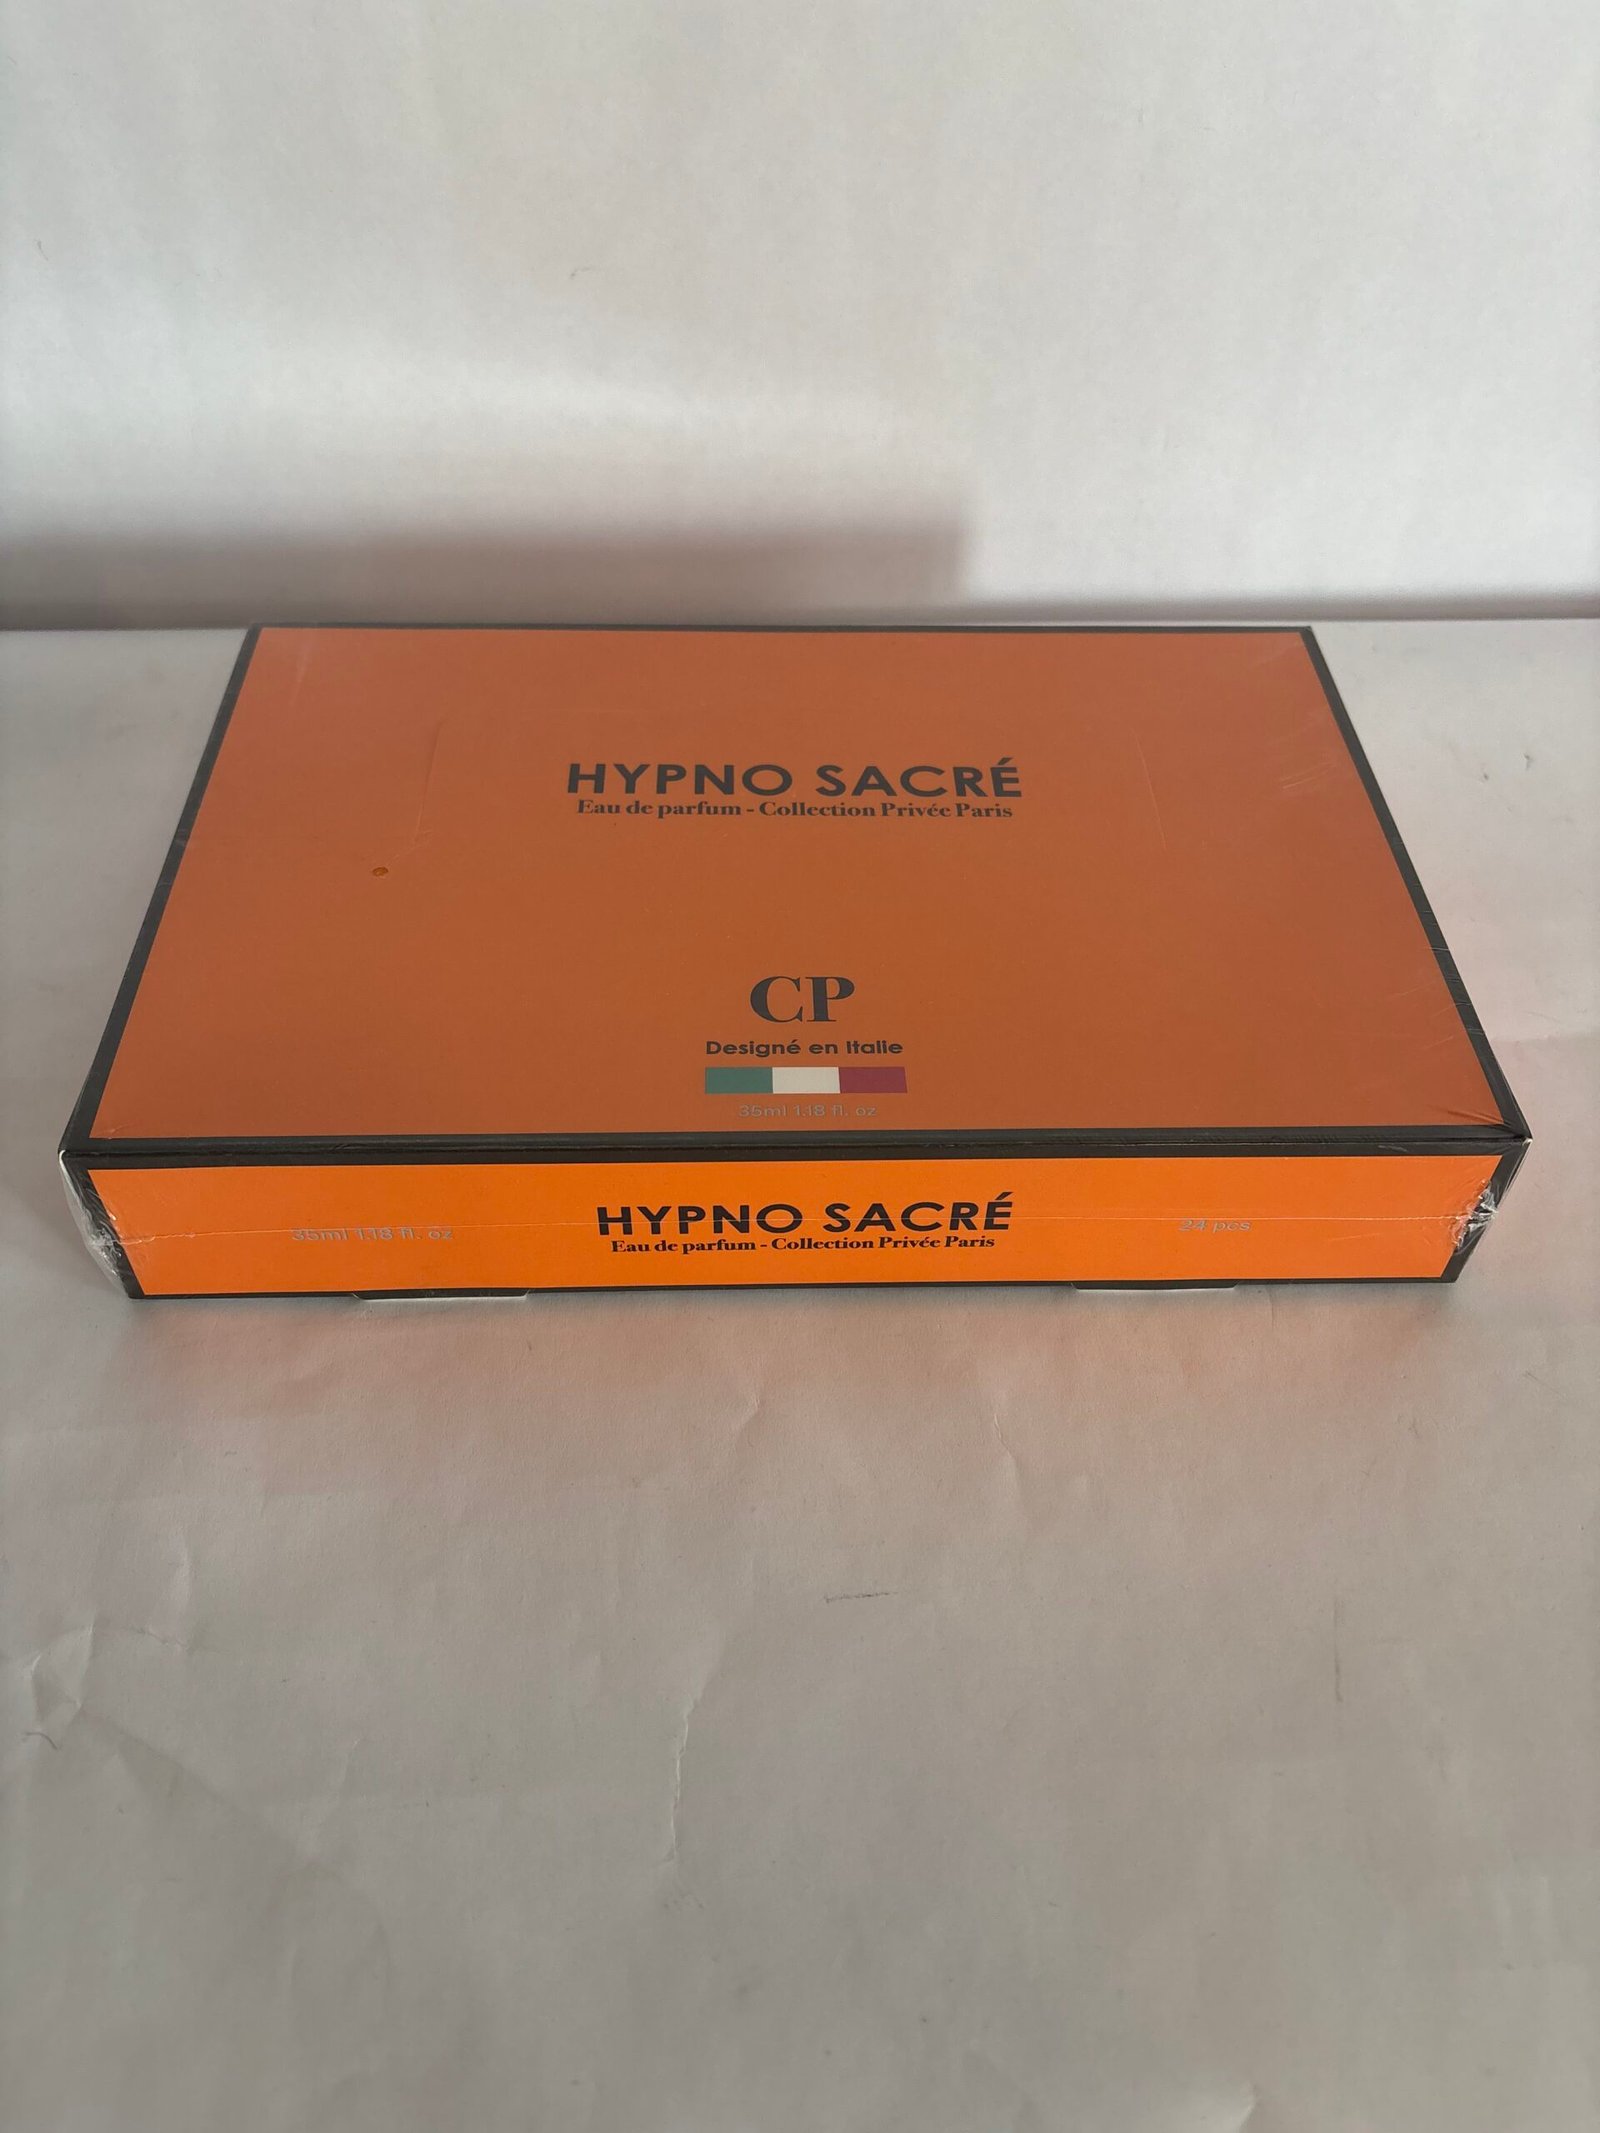 HYPNO SACRÉ
Eau de parfum - Collection Privée Paris
CP
Designé en Italie
35ml 1.18 fl. oz
35ml 1.18 fl. oz
HYPNO SACRÉ
Eau de parfum - Collection Privée Paris
24 pcs